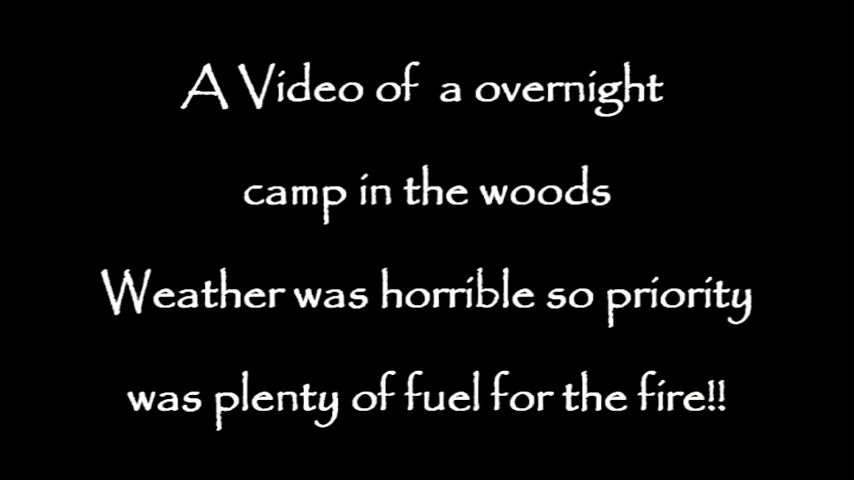 A Video of a overnight
camp in the woods
Weather was horrible so priority
was plenty of fuel for the fire!!